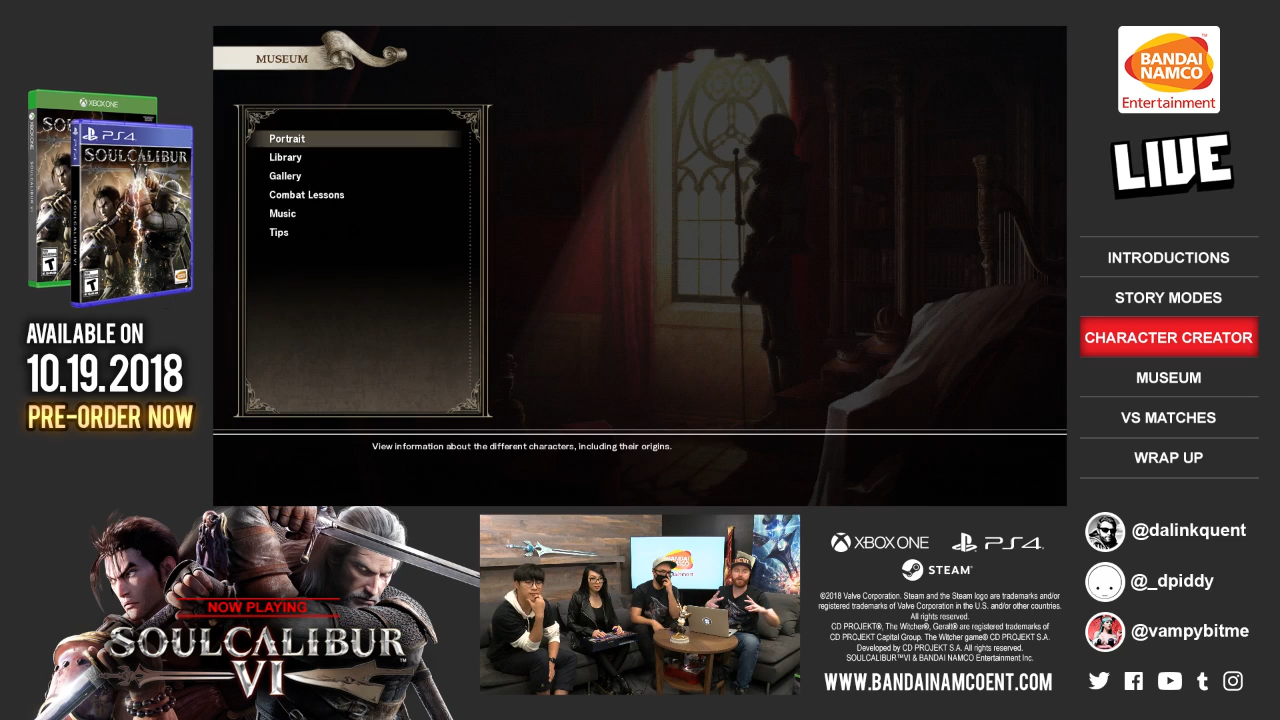 XBOX ONE
PS4
SOULCALIBUR
VI
AVAILABLE ON
10.19.2018
PRE-ORDER NOW
MUSEUM
Portrait
Library
Gallery
Combat Lessons
Music
Tips
View information about the different characters, including their origins.
BANDAI
NAMCO
Entertainment
LIVE
INTRODUCTIONS
STORY MODES
CHARACTER CREATOR
MUSEUM
VS MATCHES
WRAP UP
@dalinkquent
@_dpiddy
@vampybitme
NOW PLAYING
SOULCALIBUR
VI
TM
BANDAI
NAMCO
XBOX ONE PS4
STEAM
©2018 Valve Corporation. Steam and the Steam logo are trademarks and/or
registered trademarks of Valve Corporation in the U.S. and/or other countries.
All rights reserved.
CD PROJEKT®, The Witcher®, Geralt® are registered trademarks of
CD PROJEKT Capital Group. The Witcher game© CD PROJEKT S.A.
Developed by CD PROJEKT S.A. All rights reserved.
SOULCALIBUR™VI & BANDAI NAMCO Entertainment Inc.
WWW.BANDAINAMCOENT.COM